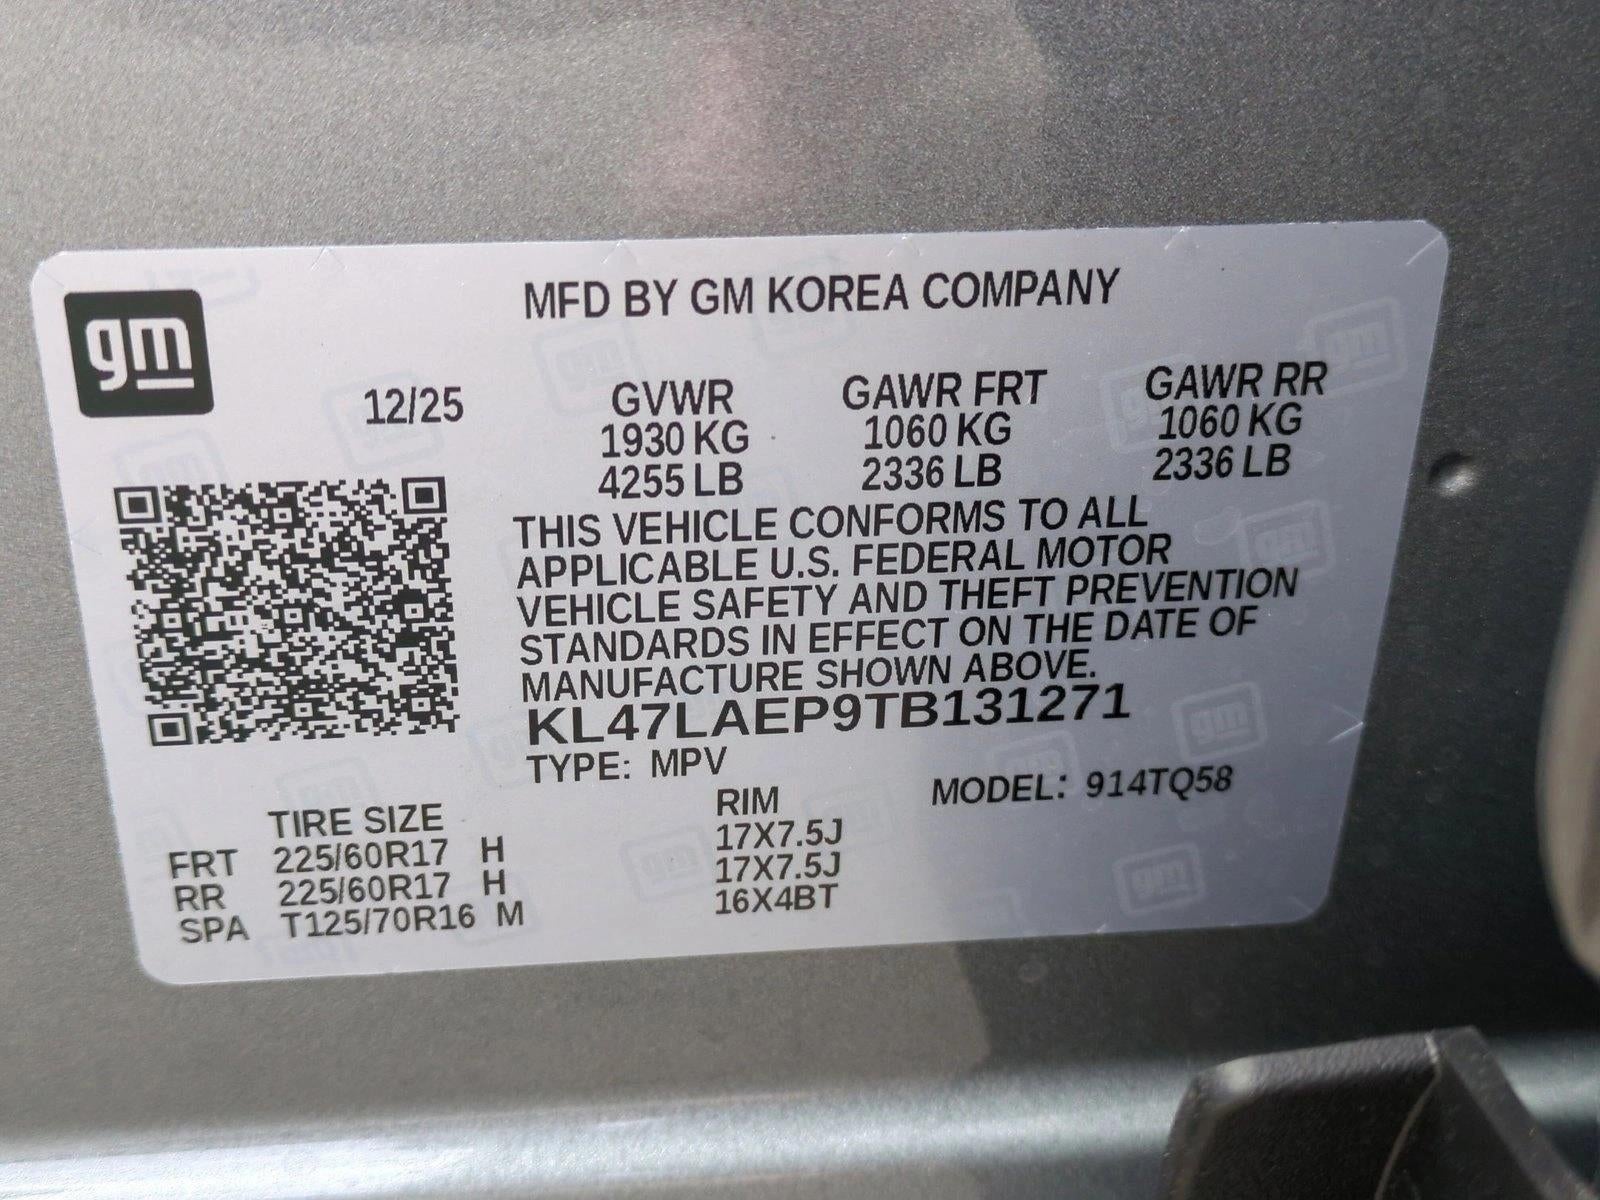 gm
MFD BY GM KOREA COMPANY
12/25 GVWR GAWR FRT GAWR RR
1930 KG 1060 KG 1060 KG
4255 LB 2336 LB 2336 LB
THIS VEHICLE CONFORMS TO ALL
APPLICABLE U.S. FEDERAL MOTOR
VEHICLE SAFETY AND THEFT PREVENTION
STANDARDS IN EFFECT ON THE DATE OF
MANUFACTURE SHOWN ABOVE.
KL47LAEP9TB131271
TYPE: MPV
MODEL: 914TQ58
TIRE SIZE RIM
FRT 225/60R17 H 17X7.5J
RR 225/60R17 H 17X7.5J
SPA T125/70R16 M 16X4BT